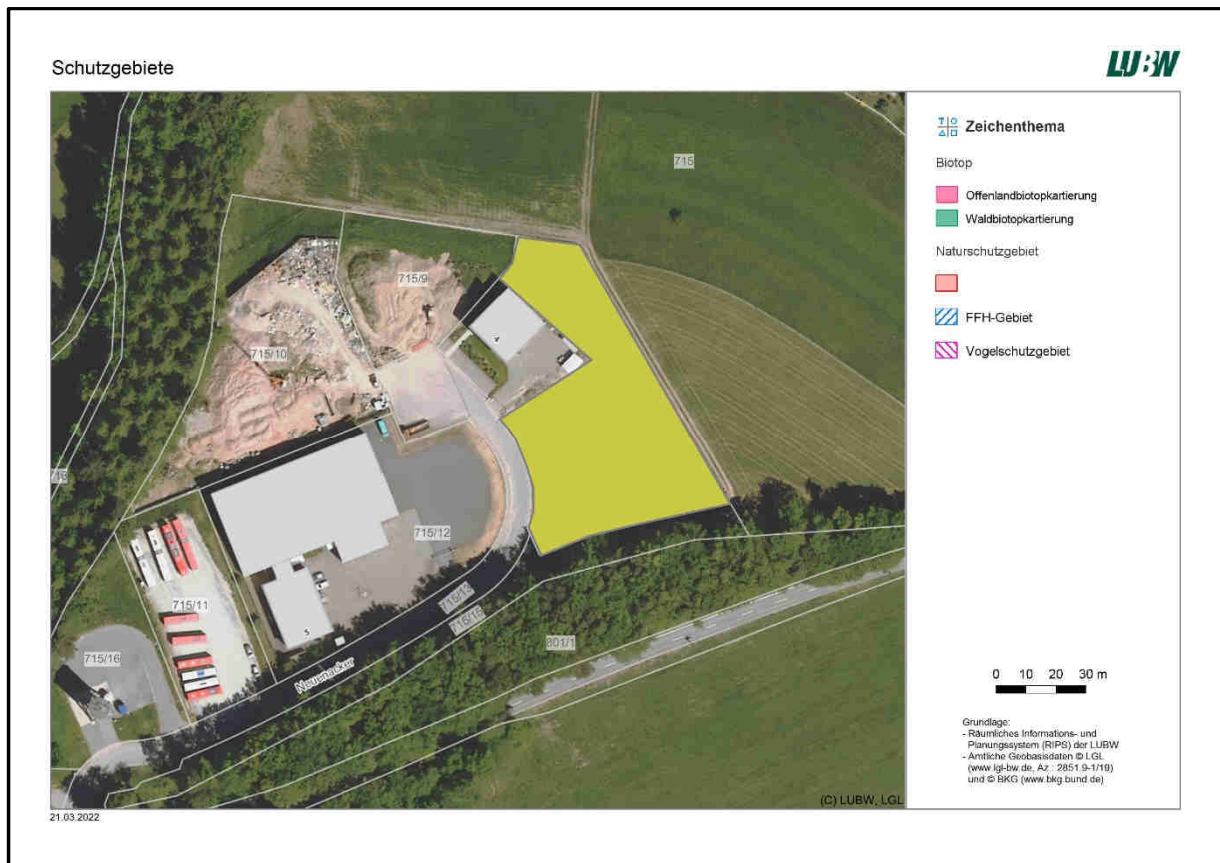 Schutzgebiete
LUBW
715
715/9
715/10
4
715/12
715/11
5
715/13
715/16
801/1
Neuenacker
(C) LUBW, LGL
21.03.2022
Zeichenthema
Biotop
Offenlandbiotopkartierung
Waldbiotopkartierung
Naturschutzgebiet
FFH-Gebiet
Vogelschutzgebiet
0 10 20 30 m
Grundlage:
- Räumliches Informations- und
Planungssystem (RIPS) der LUBW
- Amtliche Geobasisdaten © LGL
(www.lgl-bw.de, Az.: 2851.9-1/19)
und © BKG (www.bkg.bund.de)